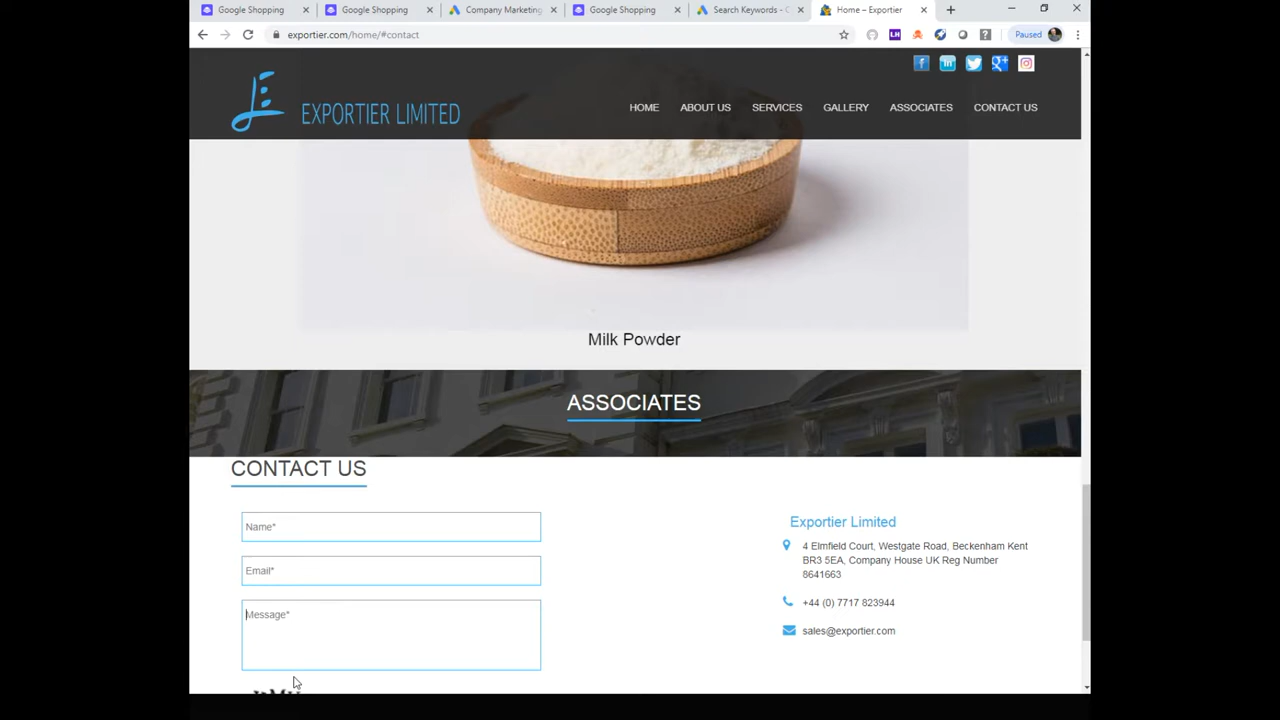 Google Shopping
Google Shopping
Company Marketing
Google Shopping
Search Keywords - G
Home – Exportier
exportier.com/home/#contact
LH
Paused
EXPORTIER LIMITED
HOME ABOUT US SERVICES GALLERY ASSOCIATES CONTACT US
Milk Powder
ASSOCIATES
CONTACT US
Name*
Email*
Message*
Exportier Limited
4 Elmfield Court, Westgate Road, Beckenham Kent
BR3 5EA, Company House UK Reg Number
8641663
+44 (0) 7717 823944
sales@exportier.com